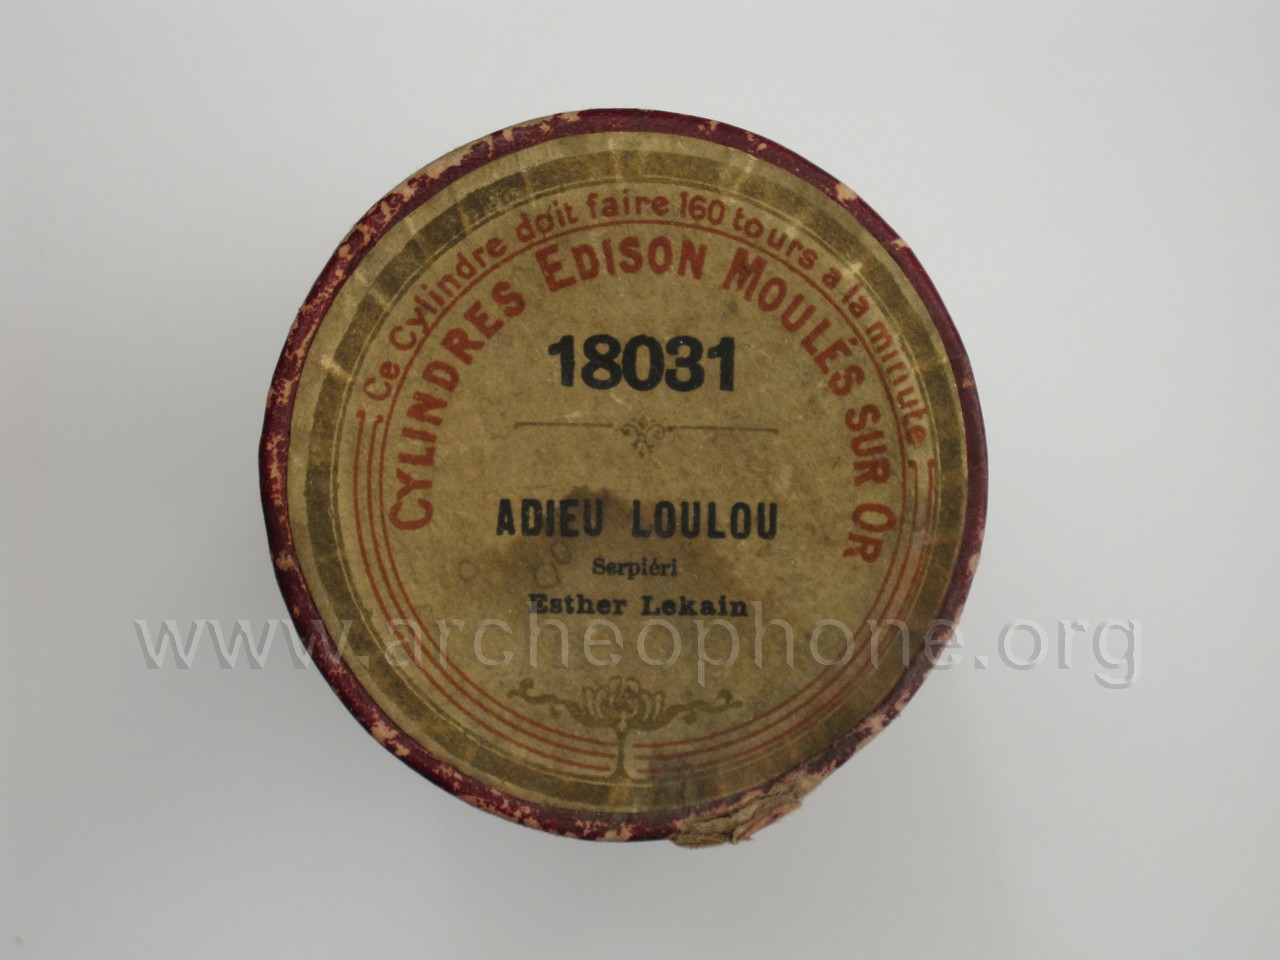 Ce Cylindre doit faire 160 tours a la minute
CYLINDRES EDISON MOULÉS SUR OR
18031
ADIEU LOULOU
Serpiéri
Esther Lekain
www.archeophone.org